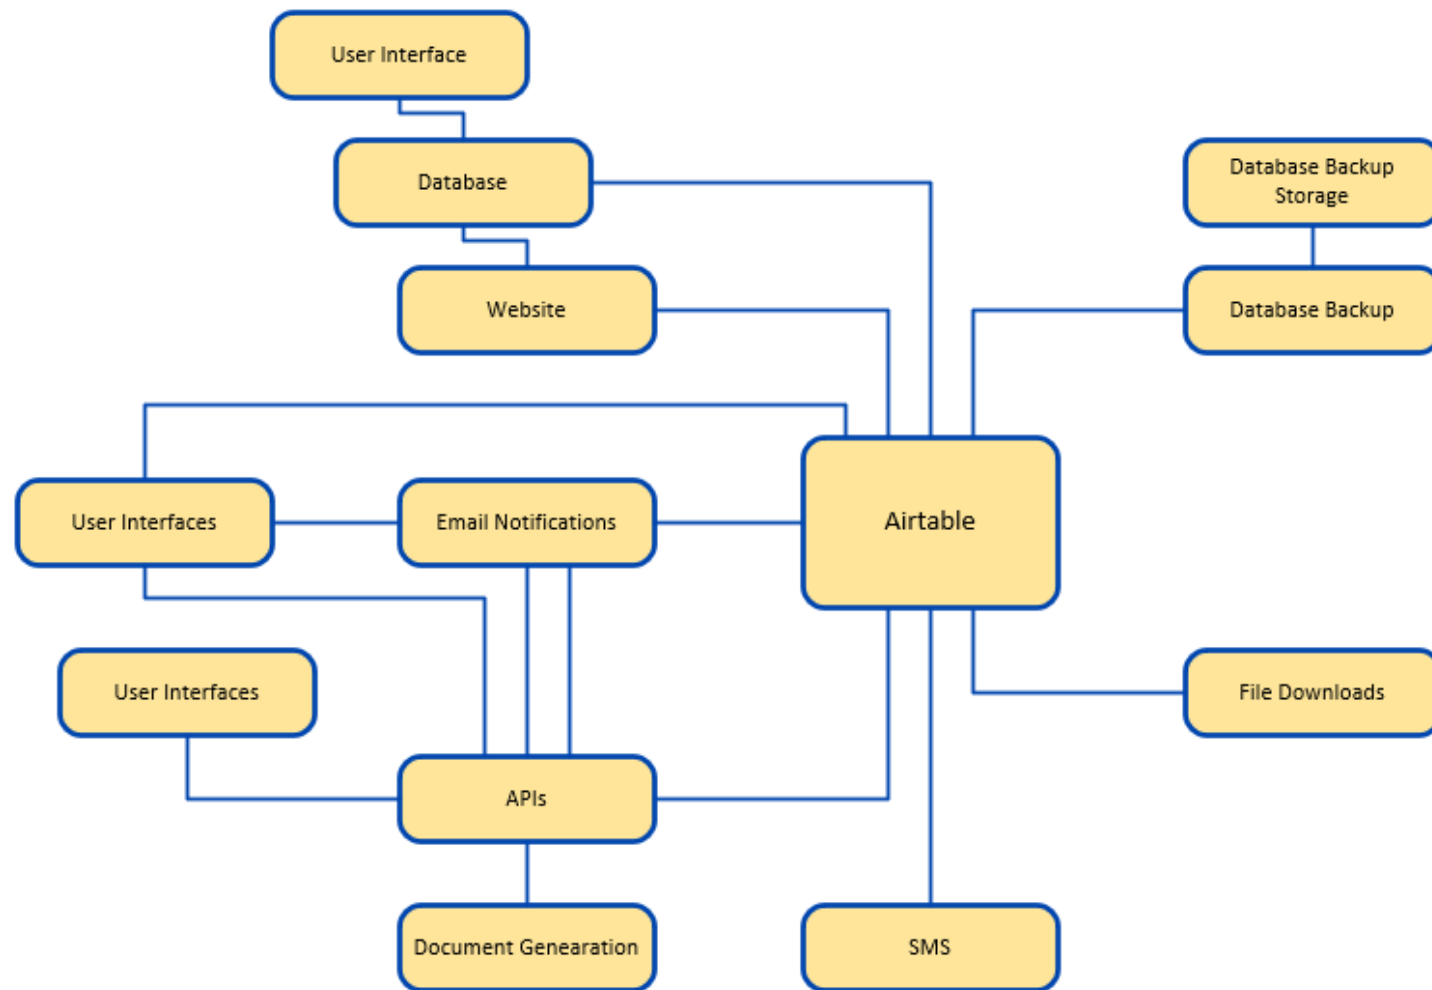 User Interface
Database
Database Backup
Storage
Website
Database Backup
User Interfaces
Email Notifications
Airtable
User Interfaces
File Downloads
APIs
Document Genearation
SMS